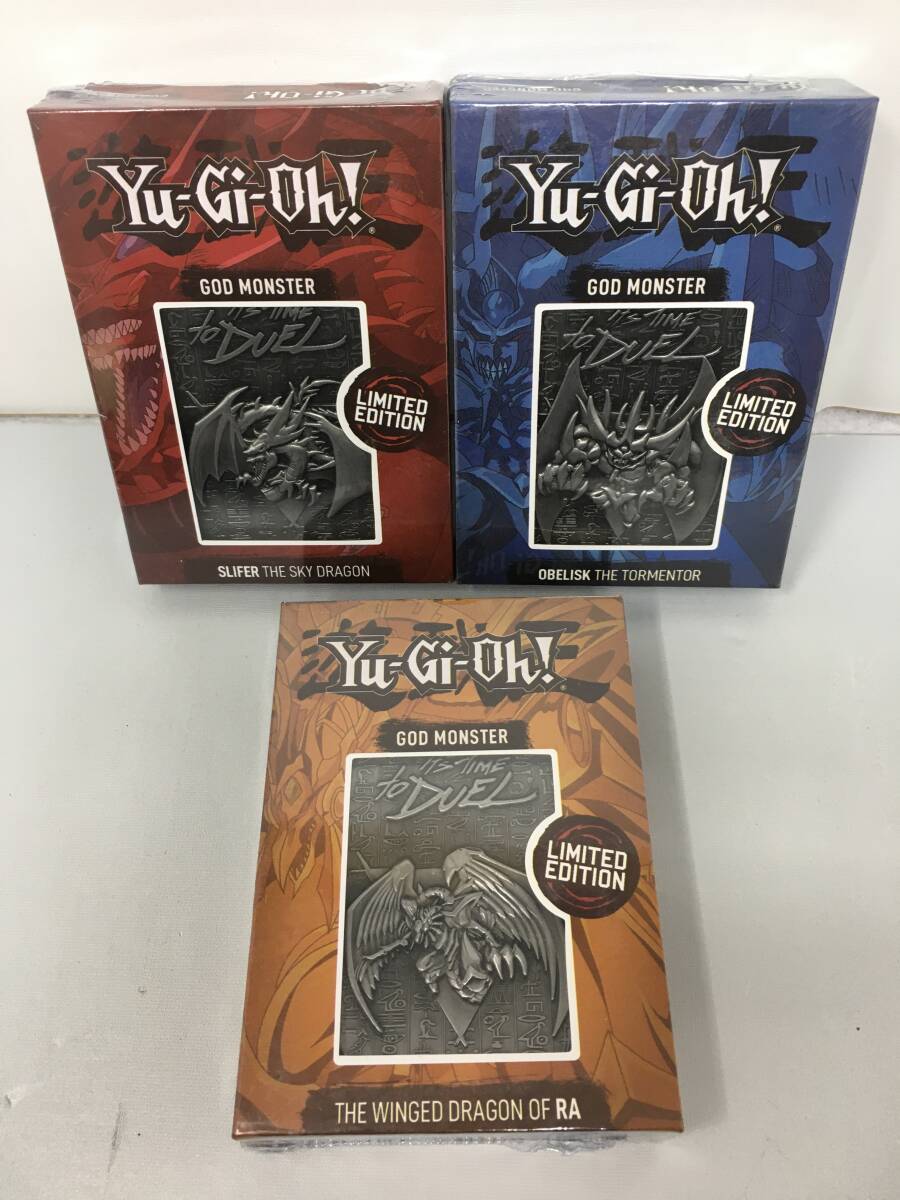 Yu-Gi-Oh!
GOD MONSTER
IT'S TIME
to DUEL
LIMITED
EDITION
SLIFER THE SKY DRAGON
Yu-Gi-Oh!
GOD MONSTER
IT'S TIME
to DUEL
LIMITED
EDITION
OBELISK THE TORMENTOR
Yu-Gi-Oh!
GOD MONSTER
IT'S TIME
to DUEL
LIMITED
EDITION
THE WINGED DRAGON OF RA